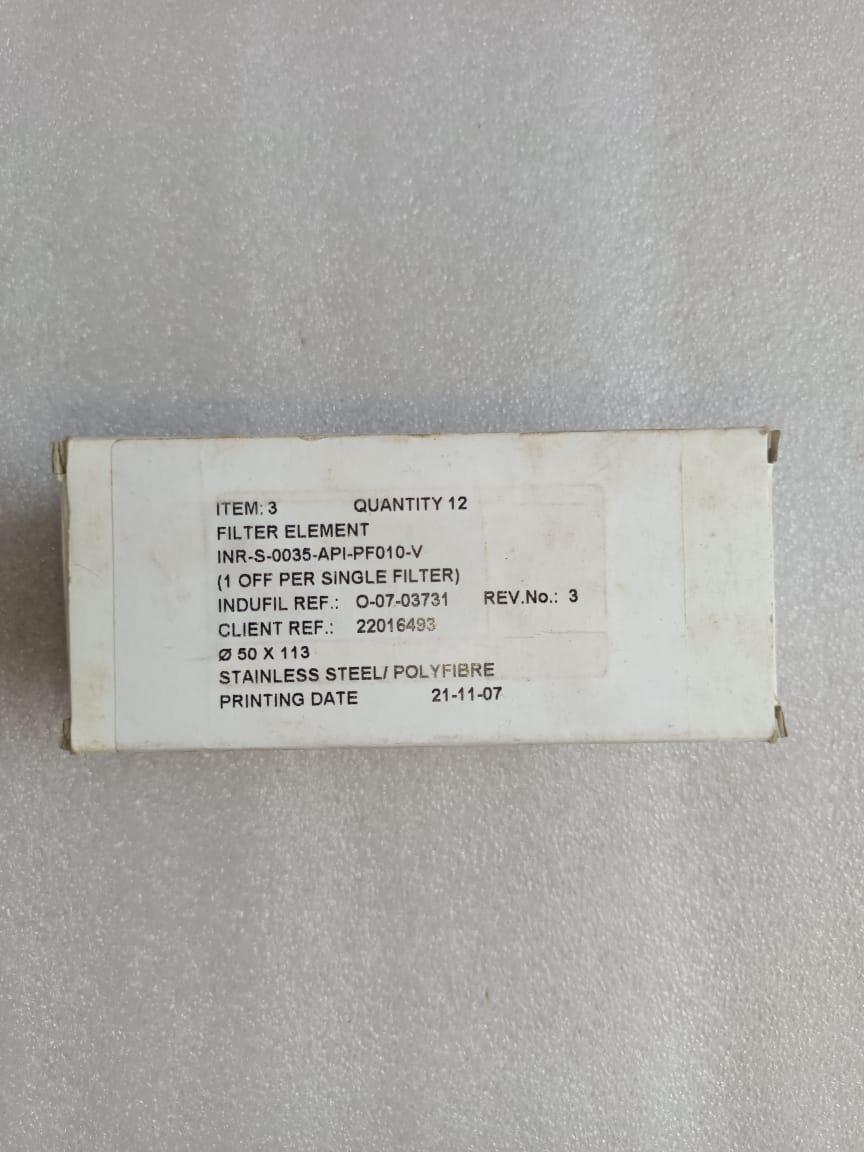 ITEM: 3 QUANTITY 12
FILTER ELEMENT
INR-S-0035-API-PF010-V
(1 OFF PER SINGLE FILTER)
INDUFIL REF.: O-07-03731 REV.No.: 3
CLIENT REF.: 22016493
Ø 50 X 113
STAINLESS STEEL/ POLYFIBRE
PRINTING DATE 21-11-07